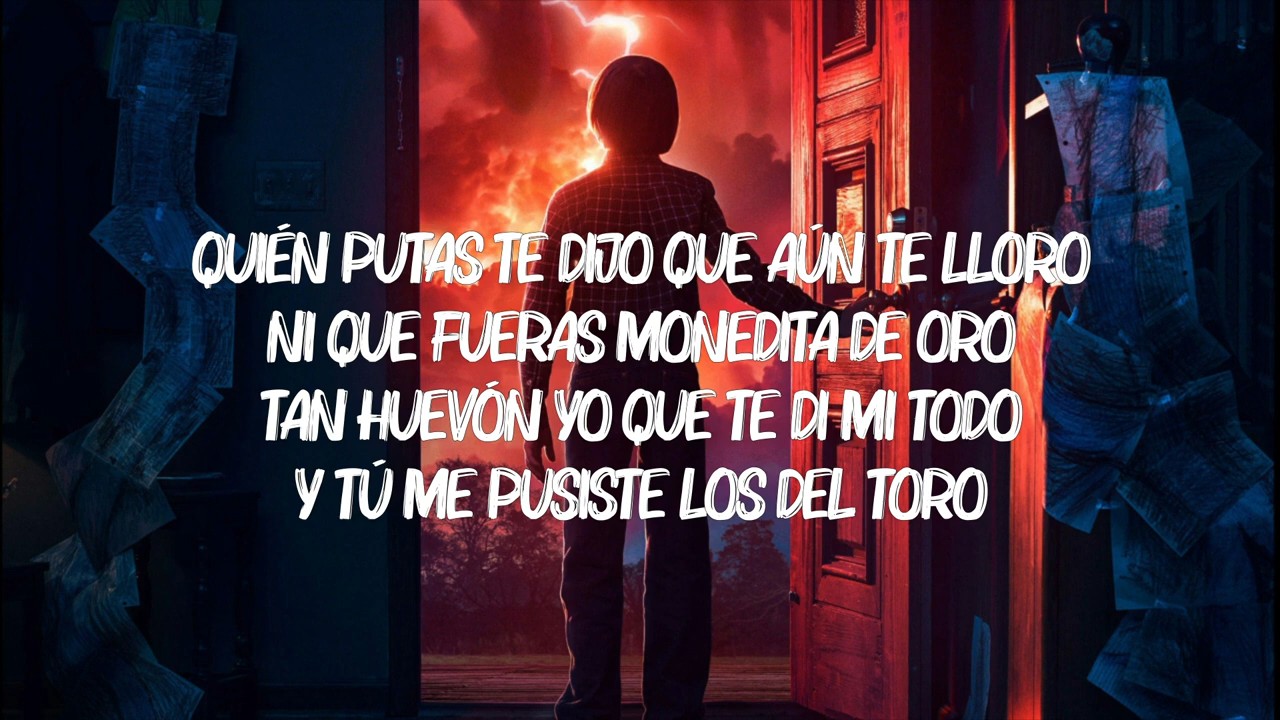 QUIÉN PUTAS TE DIJO QUE AÚN TE LLORO
NI QUE FUERAS MONEDITA DE ORO
TAN HUEVÓN YO QUE TE DI MI TODO
Y TÚ ME PUSISTE LOS DEL TORO